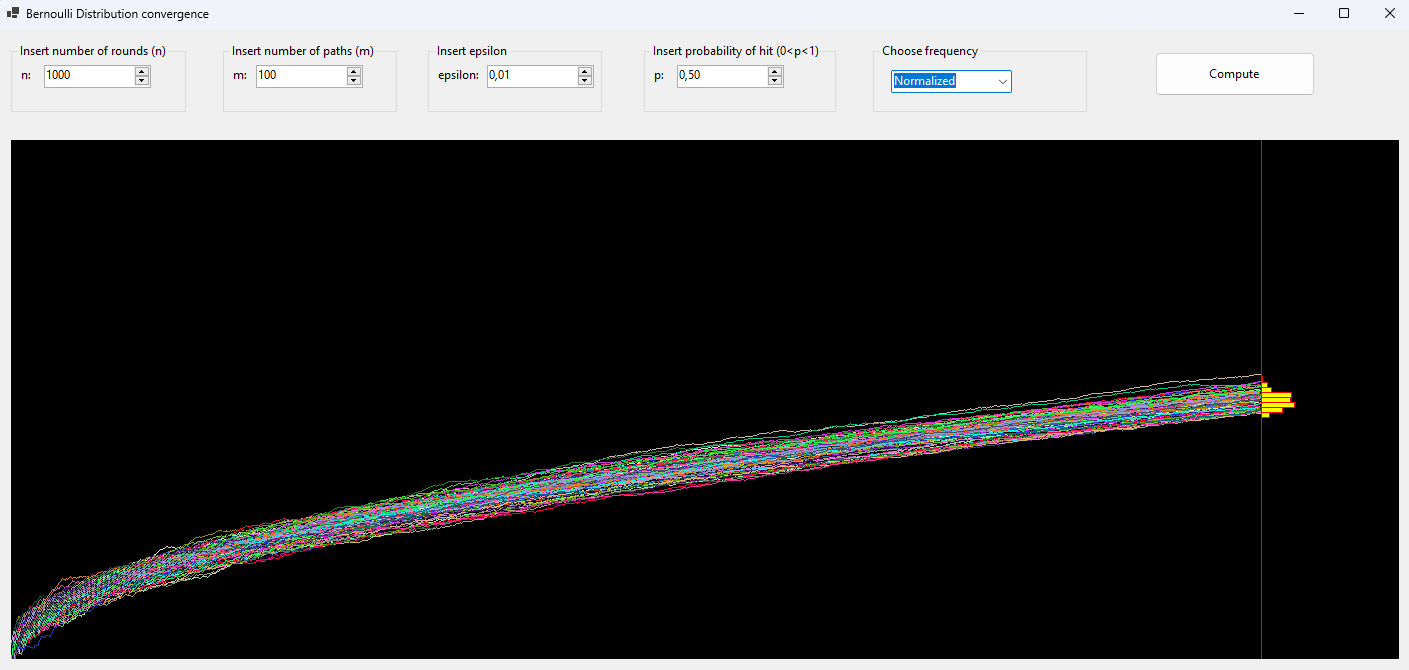 Bernoulli Distribution convergence
Insert number of rounds (n)
n: 1000
Insert number of paths (m)
m: 100
Insert epsilon
epsilon: 0,01
Insert probability of hit (0<p<1)
p: 0,50
Choose frequency
Normalized
Compute